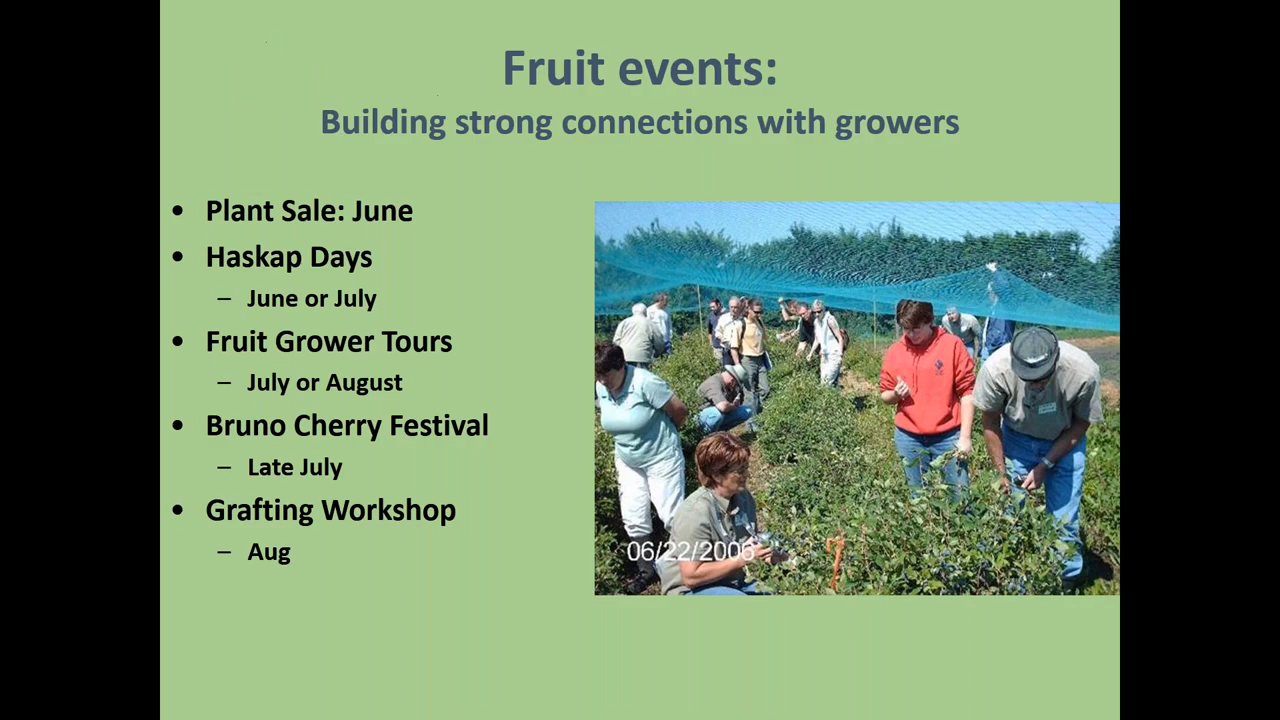 Fruit events:
Building strong connections with growers
• Plant Sale: June
• Haskap Days
– June or July
• Fruit Grower Tours
– July or August
• Bruno Cherry Festival
– Late July
• Grafting Workshop
– Aug
06/22/2006